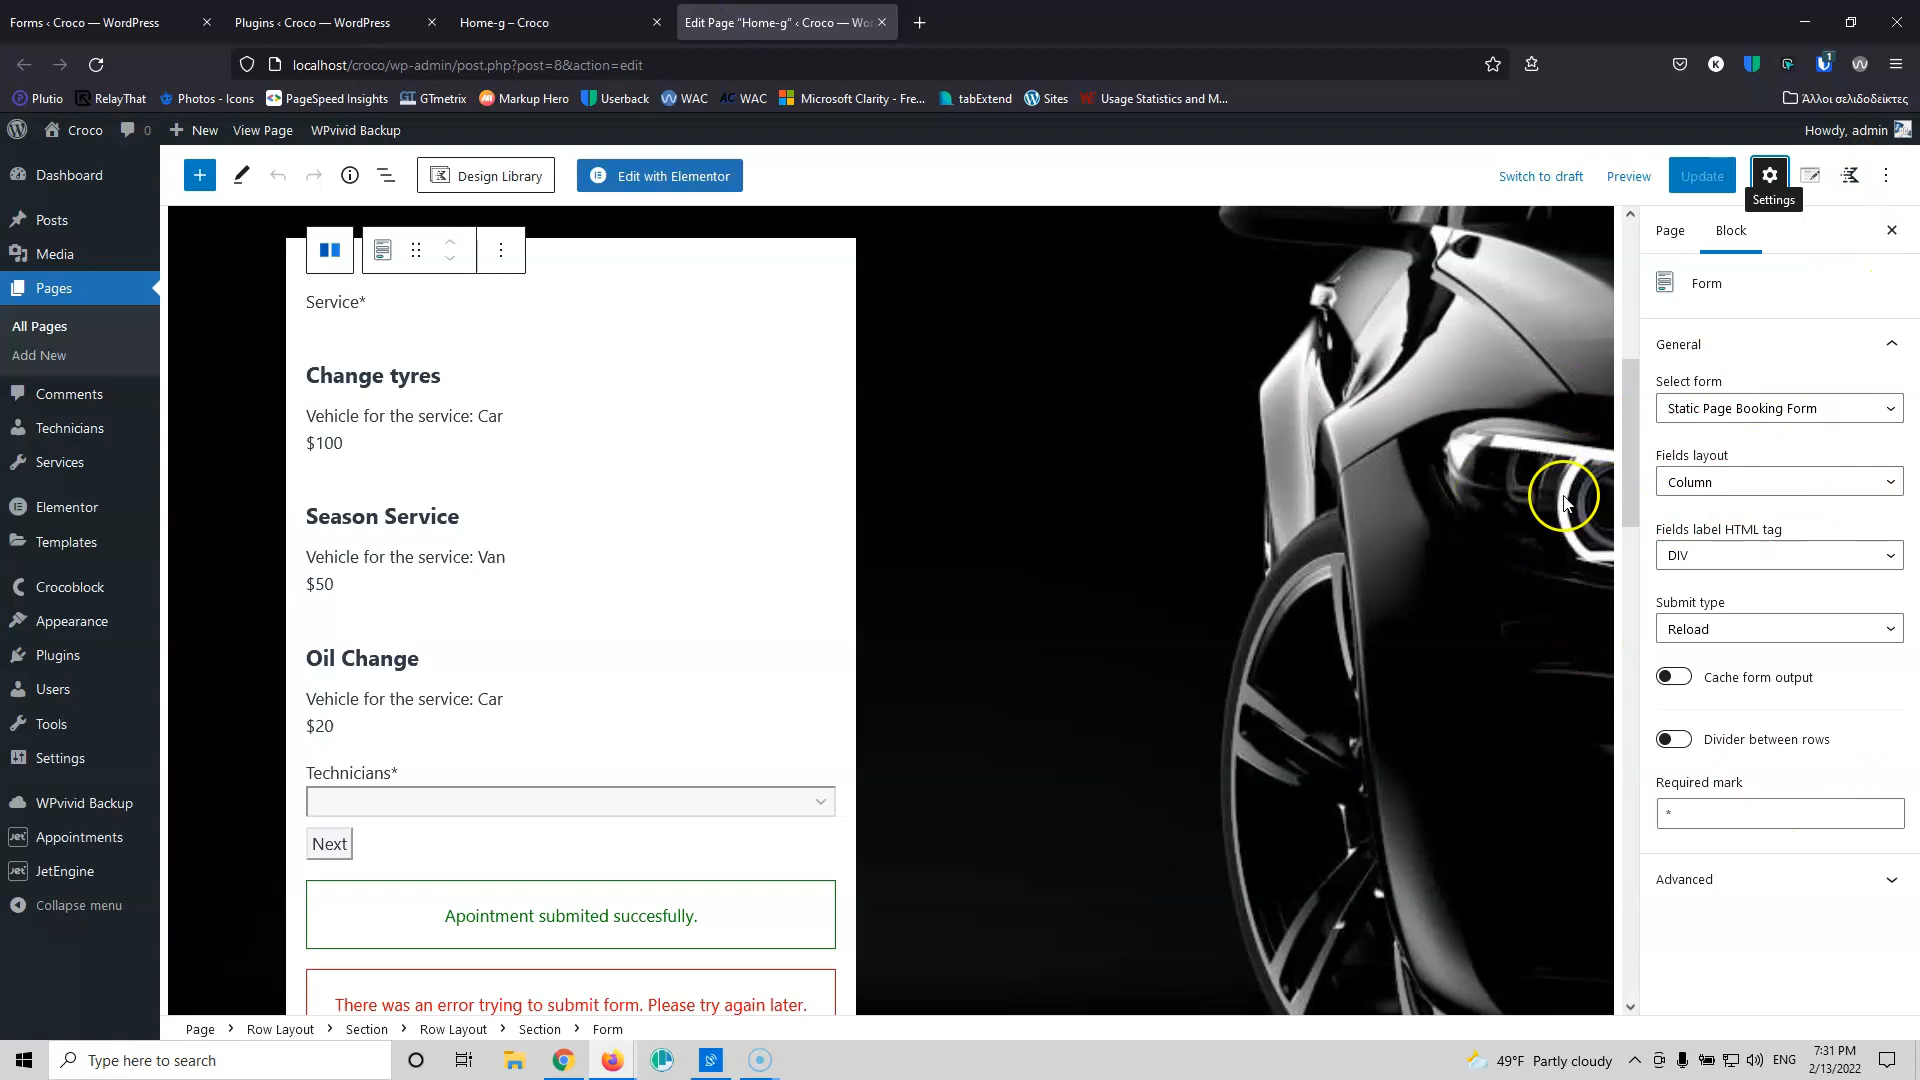 Forms ‹ Croco — WordPress
Plugins ‹ Croco — WordPress
Home-g – Croco
Edit Page “Home-g” ‹ Croco — Wo
localhost/croco/wp-admin/post.php?post=8&action=edit
Plutio
RelayThat
Photos - Icons
PageSpeed Insights
GTmetrix
Markup Hero
Userback
WAC
WAC
Microsoft Clarity - Fre...
tabExtend
Sites
Usage Statistics and M...
Άλλοι σελιδοδείκτες
Croco
0
New
View Page
WPvivid Backup
Howdy, admin
Dashboard
Posts
Media
Pages
All Pages
Add New
Comments
Technicians
Services
Elementor
Templates
Crocoblock
Appearance
Plugins
Users
Tools
Settings
WPvivid Backup
Appointments
JetEngine
Collapse menu
Design Library
Edit with Elementor
Switch to draft
Preview
Update
Settings
Service*
Change tyres
Vehicle for the service: Car
$100
Season Service
Vehicle for the service: Van
$50
Oil Change
Vehicle for the service: Car
$20
Technicians*
Next
Apointment submited succesfully.
There was an error trying to submit form. Please try again later.
Page
Block
Form
General
Select form
Static Page Booking Form
Fields layout
Column
Fields label HTML tag
DIV
Submit type
Reload
Cache form output
Divider between rows
Required mark
*
Advanced
Page > Row Layout > Section > Row Layout > Section > Form
Type here to search
49°F Partly cloudy
ENG
7:31 PM
2/13/2022